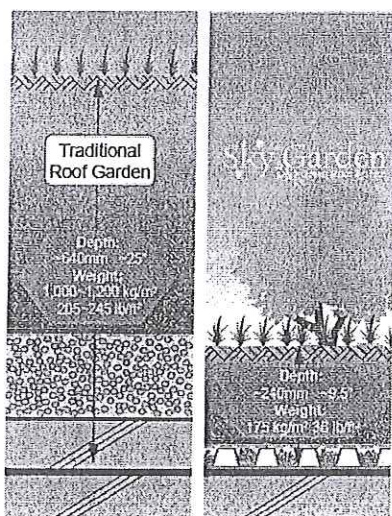 Traditional
Roof Garden
Depth:
~640mm ~25"
Weight:
1,000~1,200 kg/m²
205~245 lb/ft²
Sky Garden
Depth:
~240mm ~9.5"
Weight:
175 kg/m² 36 lb/ft²